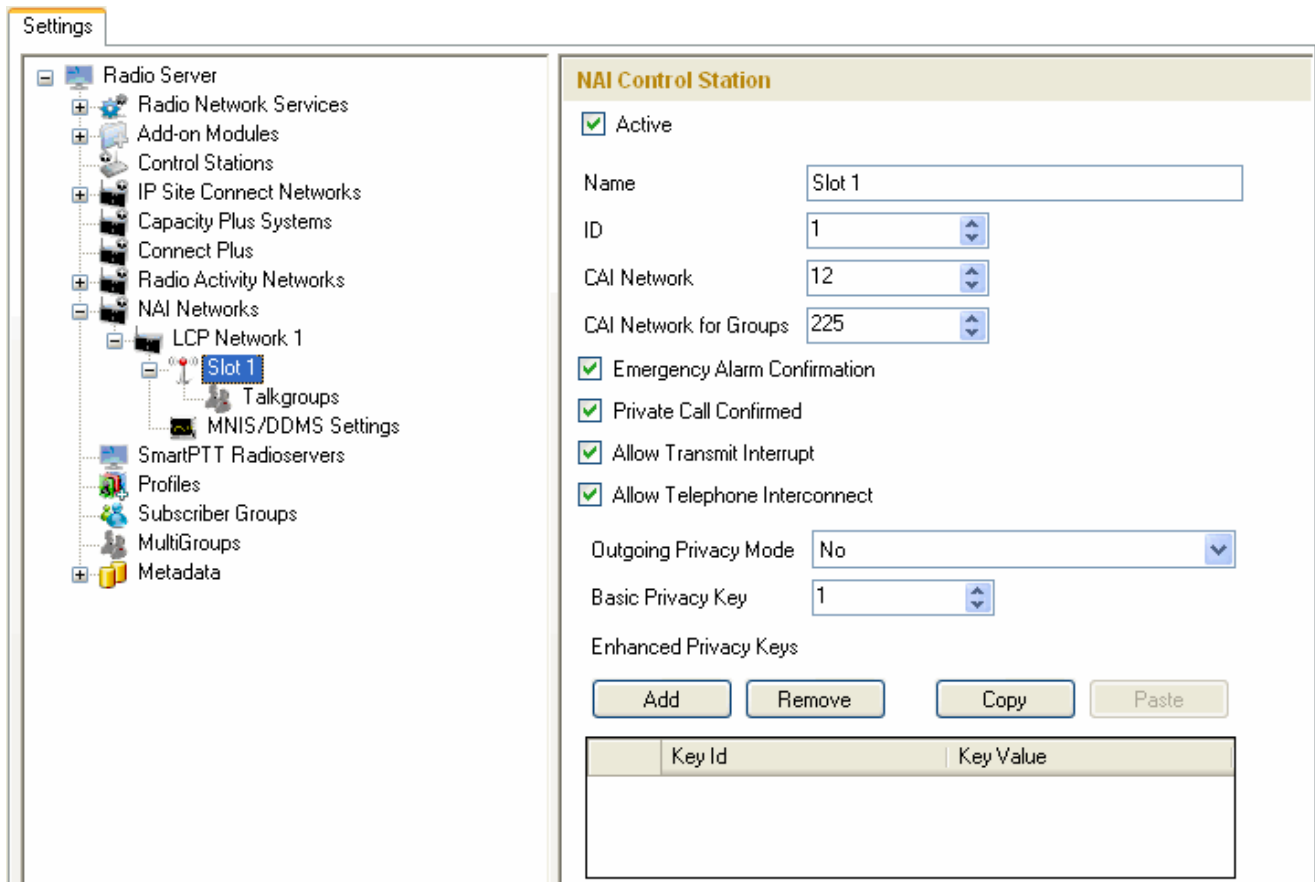 Settings
Radio Server
Radio Network Services
Add-on Modules
Control Stations
IP Site Connect Networks
Capacity Plus Systems
Connect Plus
Radio Activity Networks
NAI Networks
LCP Network 1
Slot 1
Talkgroups
MNIS/DDMS Settings
SmartPTT Radioservers
Profiles
Subscriber Groups
MultiGroups
Metadata
NAI Control Station
Active
Name Slot 1
ID 1
CAI Network 12
CAI Network for Groups 225
Emergency Alarm Confirmation
Private Call Confirmed
Allow Transmit Interrupt
Allow Telephone Interconnect
Outgoing Privacy Mode No
Basic Privacy Key 1
Enhanced Privacy Keys
Add Remove Copy Paste
Key Id Key Value